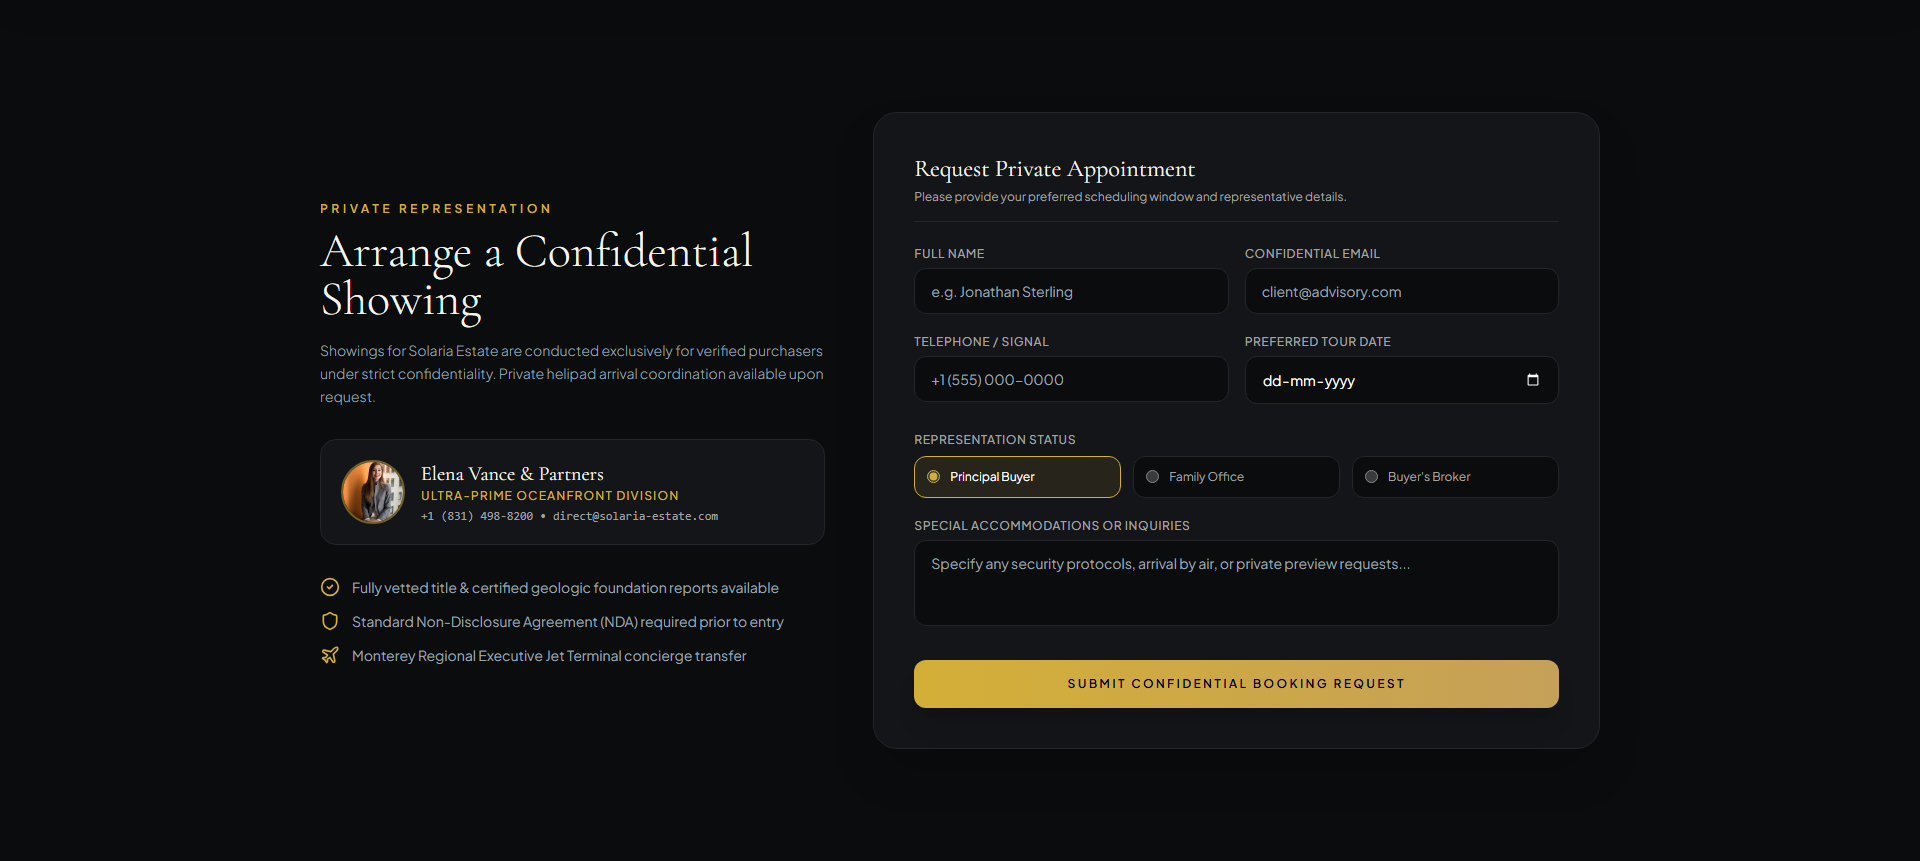 PRIVATE REPRESENTATION
Arrange a Confidential
Showing
Showings for Solaria Estate are conducted exclusively for verified purchasers
under strict confidentiality. Private helipad arrival coordination available upon
request.
Elena Vance & Partners
ULTRA-PRIME OCEANFRONT DIVISION
+1 (831) 498-8200 • direct@solaria-estate.com
Fully vetted title & certified geologic foundation reports available
Standard Non-Disclosure Agreement (NDA) required prior to entry
Monterey Regional Executive Jet Terminal concierge transfer
Request Private Appointment
Please provide your preferred scheduling window and representative details.
FULL NAME
CONFIDENTIAL EMAIL
e.g. Jonathan Sterling
client@advisory.com
TELEPHONE / SIGNAL
PREFERRED TOUR DATE
+1 (555) 000-0000
dd-mm-yyyy
REPRESENTATION STATUS
Principal Buyer
Family Office
Buyer's Broker
SPECIAL ACCOMMODATIONS OR INQUIRIES
Specify any security protocols, arrival by air, or private preview requests...
SUBMIT CONFIDENTIAL BOOKING REQUEST